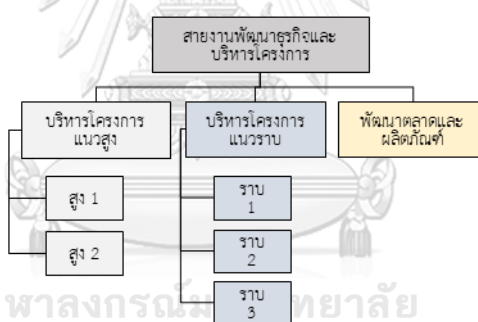 สายงานพัฒนาธุรกิจและ
บริหารโครงการ
บริหารโครงการ
แนวสูง
บริหารโครงการ
แนวราบ
พัฒนาตลาดและ
ผลิตภัณฑ์
สูง 1
สูง 2
ราบ
1
ราบ
2
ราบ
3